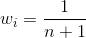 w_i = \frac{1}{n+1}